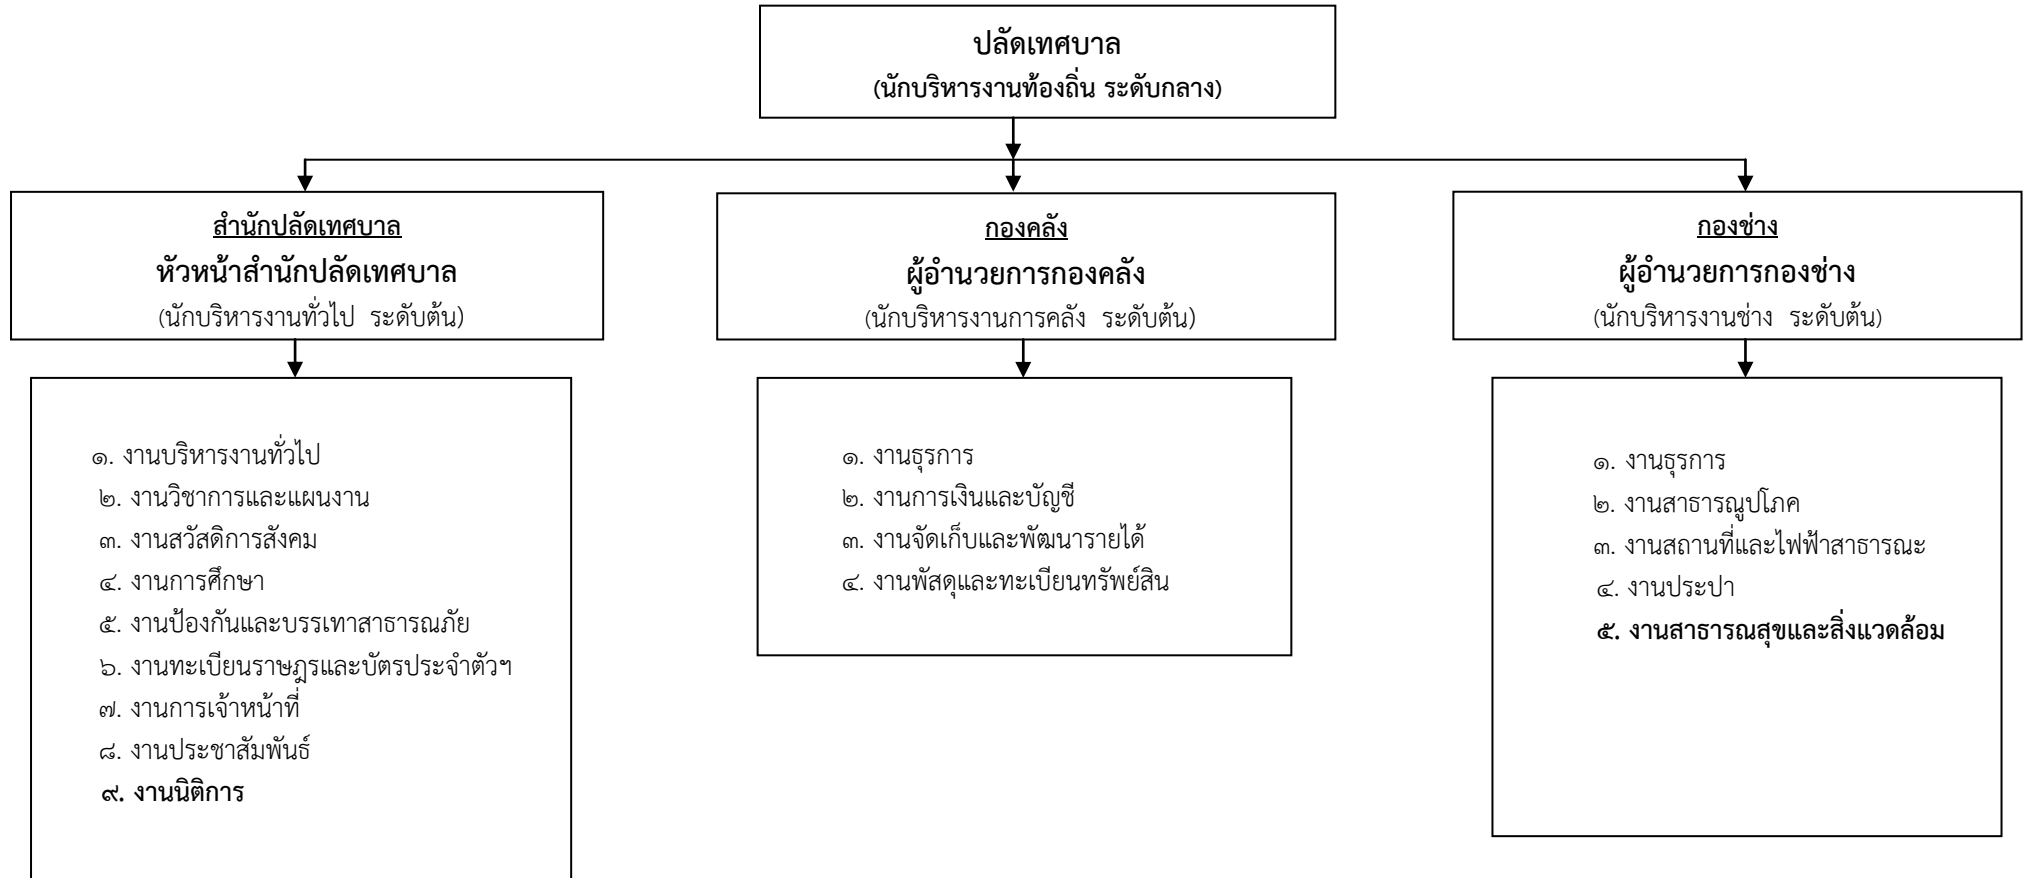 ปลัดเทศบาล
(นักบริหารงานท้องถิ่น ระดับกลาง)
สำนักปลัดเทศบาล
หัวหน้าสำนักปลัดเทศบาล
(นักบริหารงานทั่วไป ระดับต้น)
๑. งานบริหารงานทั่วไป
๒. งานวิชาการและแผนงาน
๓. งานสวัสดิการสังคม
๔. งานการศึกษา
๕. งานป้องกันและบรรเทาสาธารณภัย
๖. งานทะเบียนราษฎรและบัตรประจำตัวฯ
๗. งานการเจ้าหน้าที่
๘. งานประชาสัมพันธ์
๙. งานนิติการ
กองคลัง
ผู้อำนวยการกองคลัง
(นักบริหารงานการคลัง ระดับต้น)
๑. งานธุรการ
๒. งานการเงินและบัญชี
๓. งานจัดเก็บและพัฒนารายได้
๔. งานพัสดุและทะเบียนทรัพย์สิน
กองช่าง
ผู้อำนวยการกองช่าง
(นักบริหารงานช่าง ระดับต้น)
๑. งานธุรการ
๒. งานสาธารณูปโภค
๓. งานสถานที่และไฟฟ้าสาธารณะ
๔. งานประปา
๕. งานสาธารณสุขและสิ่งแวดล้อม